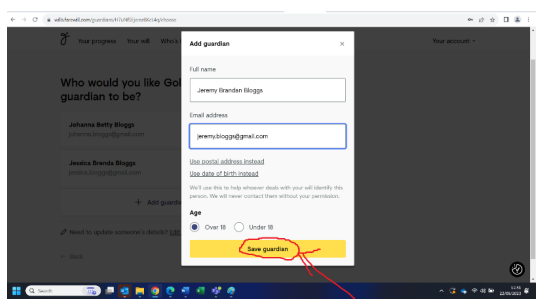 Your progress Your will Who's
Your account
Who would you like Gol
guardian to be?
Johanna Betty Bloggs
johanna.bloggs@gmail.com
Jessica Brenda Bloggs
jessica.bloggs@gmail.com
+ Add guardia
Need to update someone's details? Edit
Back
Add guardian
Full name
Jeremy Brandan Bloggs
Email address
jeremy.bloggs@gmail.com
Use postal address instead
Use date of birth instead
We'll use this to help whoever deals with your will identify this
person. We will never contact them without your permission.
Age
Over 18 Under 18
Save guardian
Search